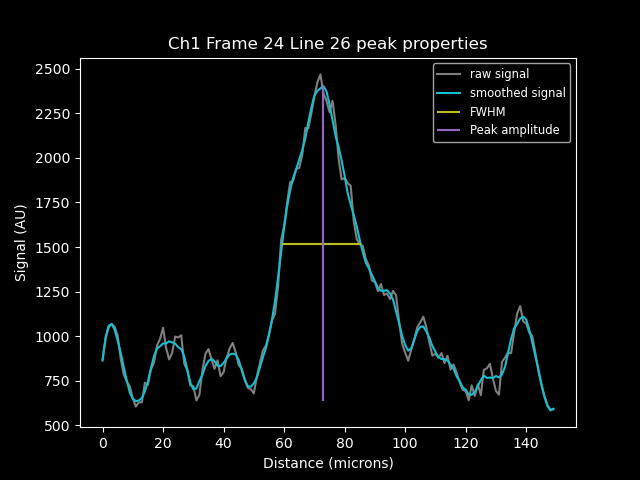 Ch1 Frame 24 Line 26 peak properties
raw signal
smoothed signal
FWHM
Peak amplitude
Signal (AU)
2500
2250
2000
1750
1500
1250
1000
750
500
0 20 40 60 80 100 120 140
Distance (microns)